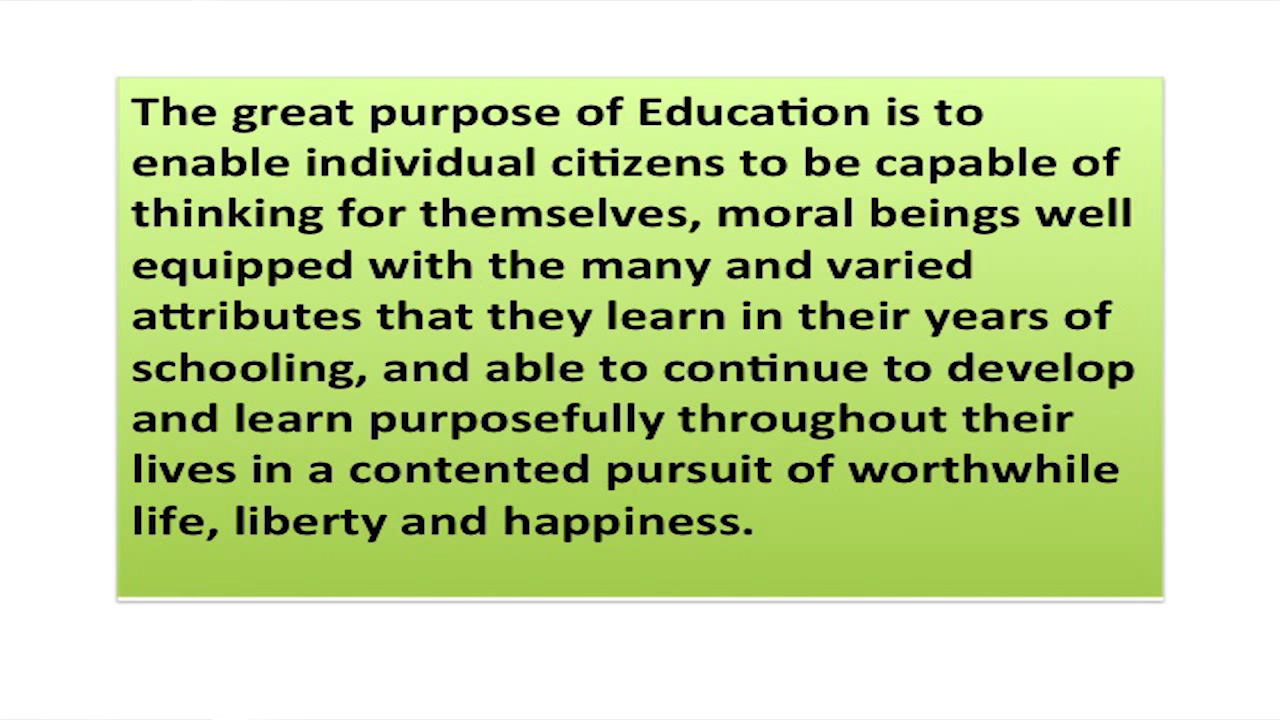 The great purpose of Education is to
enable individual citizens to be capable of
thinking for themselves, moral beings well
equipped with the many and varied
attributes that they learn in their years of
schooling, and able to continue to develop
and learn purposefully throughout their
lives in a contented pursuit of worthwhile
life, liberty and happiness.